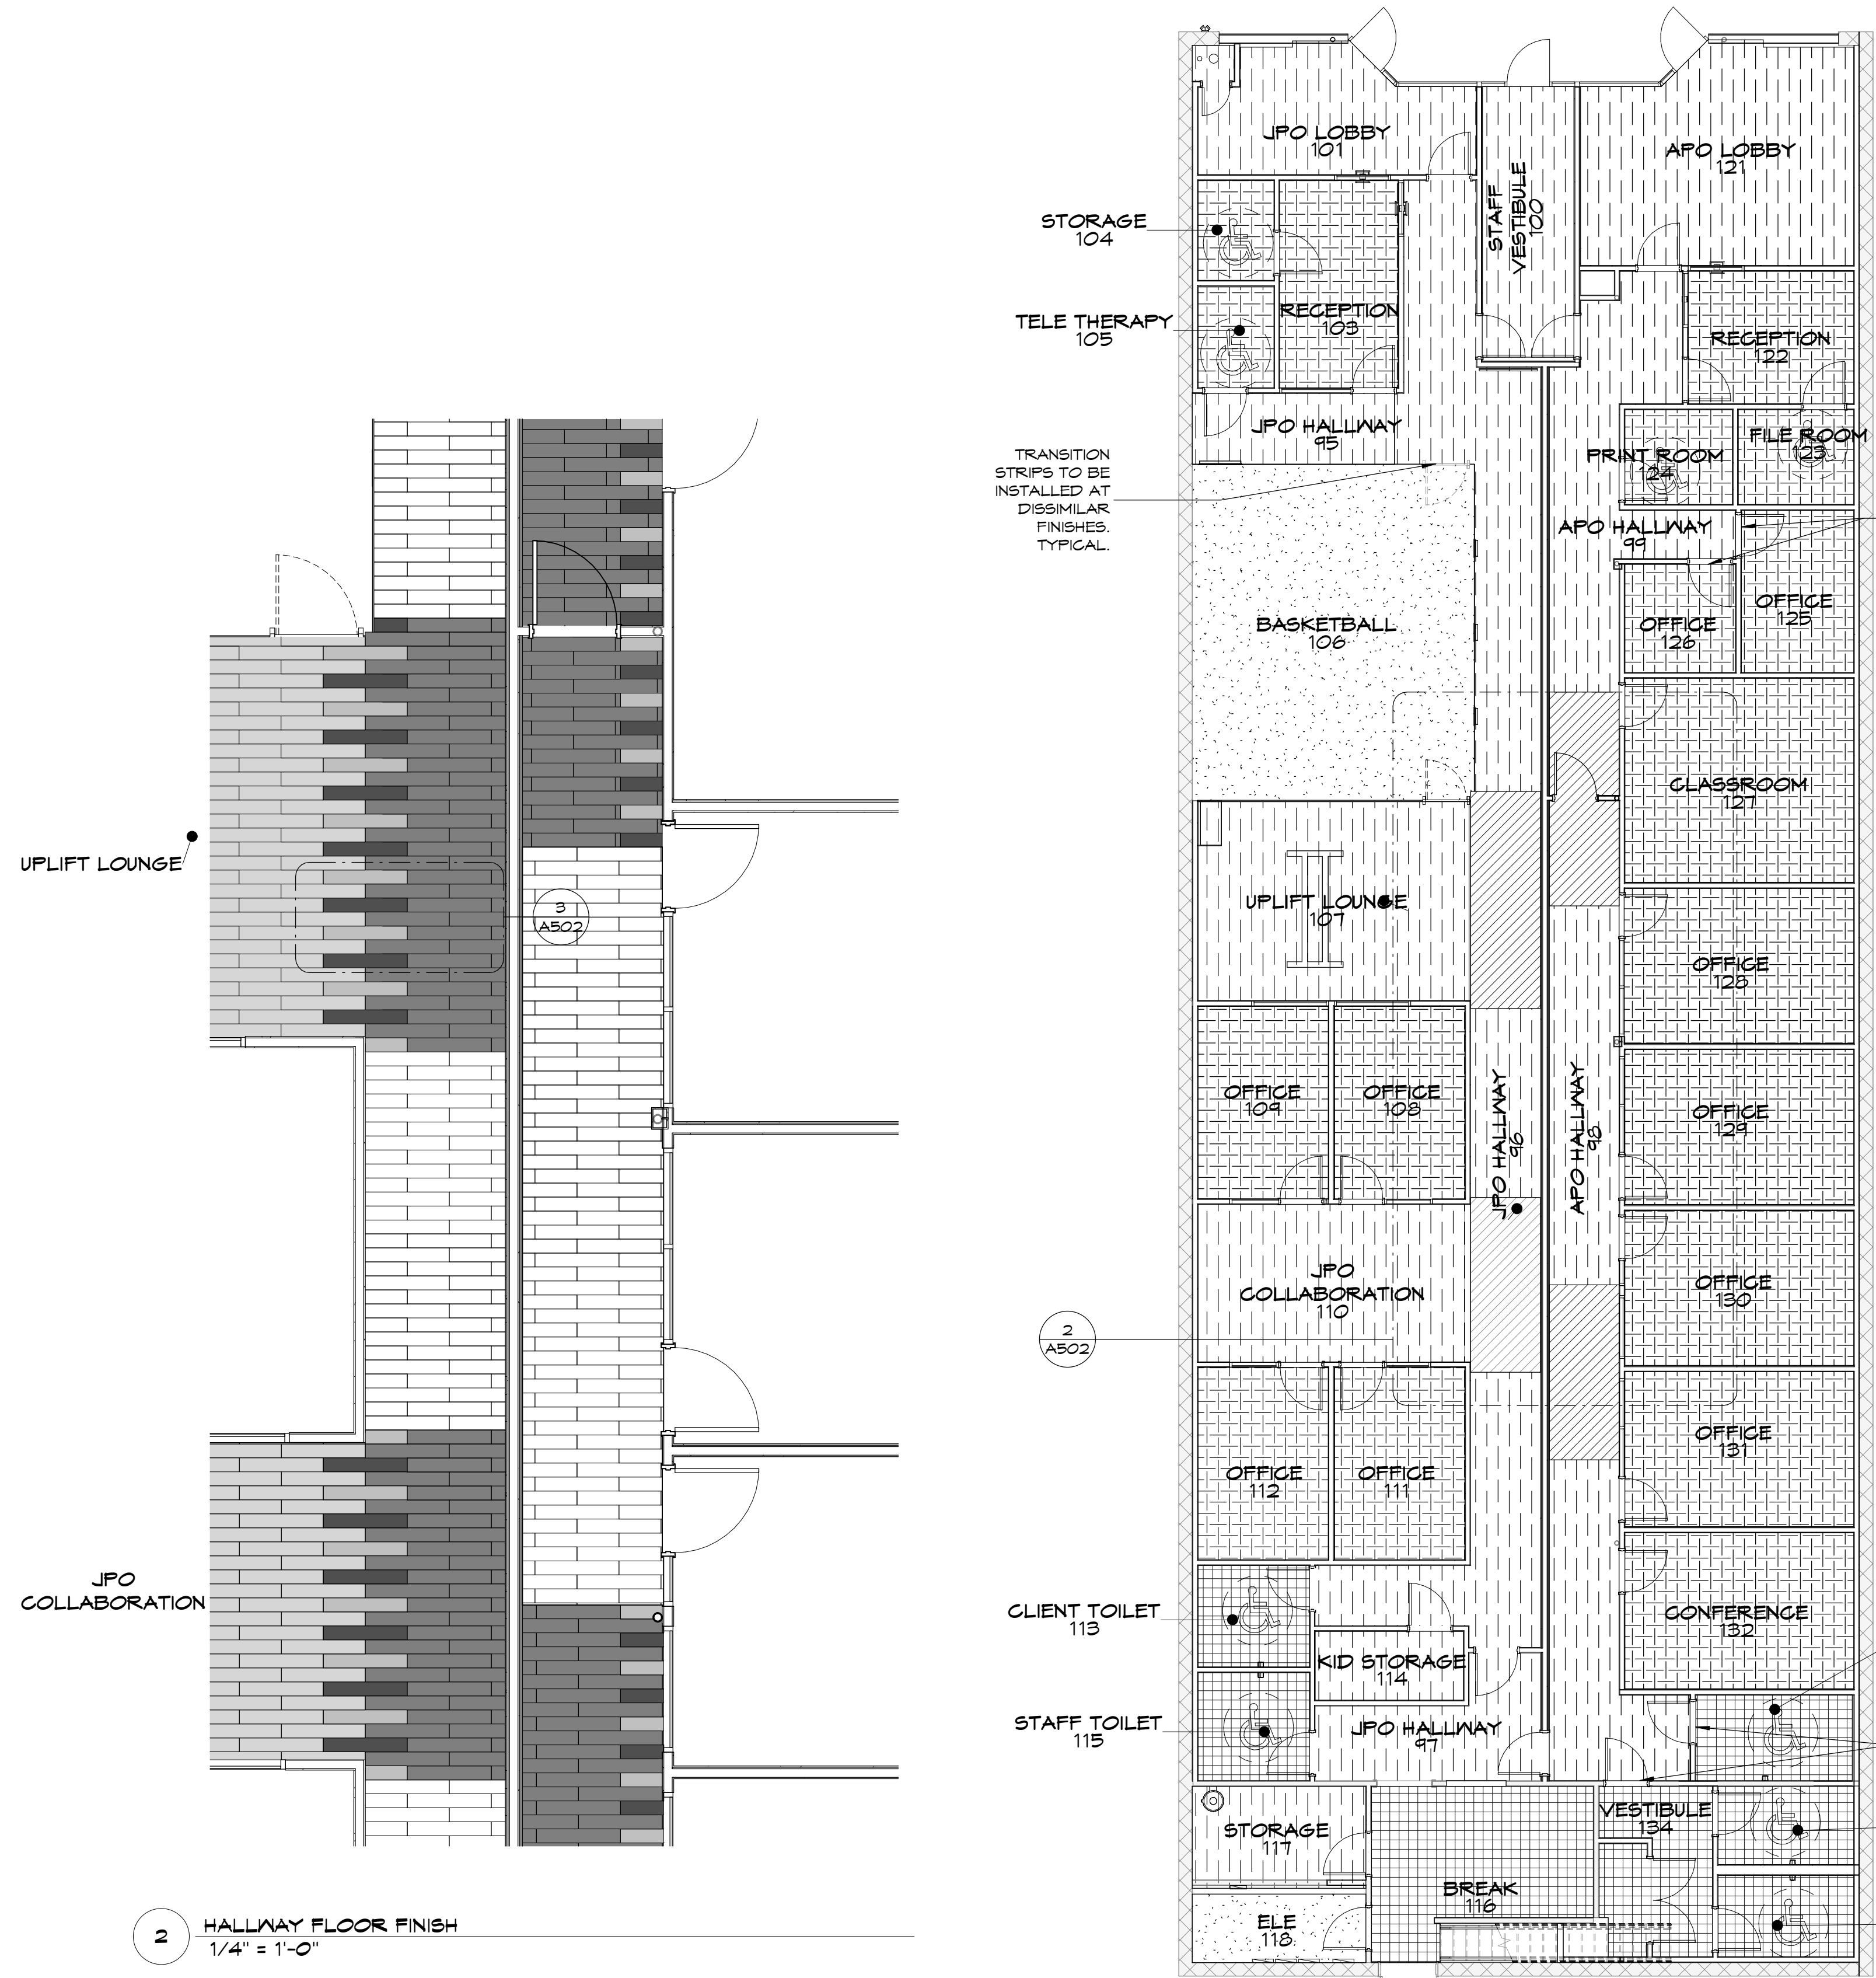 UPLIFT LOUNGE
3
A502
JPO
COLLABORATION
2
HALLWAY FLOOR FINISH
1/4" = 1'-0"
JPO LOBBY
101
STAFF
VESTIBULE
100
APO LOBBY
121
STORAGE
104
TELE THERAPY
105
RECEPTION
103
RECEPTION
122
JPO HALLWAY
95
TRANSITION
STRIPS TO BE
INSTALLED AT
DISSIMILAR
FINISHES.
TYPICAL.
PRINT ROOM
124
FILE ROOM
123
APO HALLWAY
99
BASKETBALL
106
OFFICE
126
OFFICE
125
CLASSROOM
127
UPLIFT LOUNGE
107
OFFICE
128
OFFICE
109
OFFICE
108
JPO HALLWAY
96
APO HALLWAY
98
OFFICE
129
JPO
COLLABORATION
110
OFFICE
130
2
A502
OFFICE
112
OFFICE
111
OFFICE
131
CLIENT TOILET
113
KID STORAGE
114
CONFERENCE
132
STAFF TOILET
115
JPO HALLWAY
97
STORAGE
117
VESTIBULE
134
BREAK
116
ELE
118